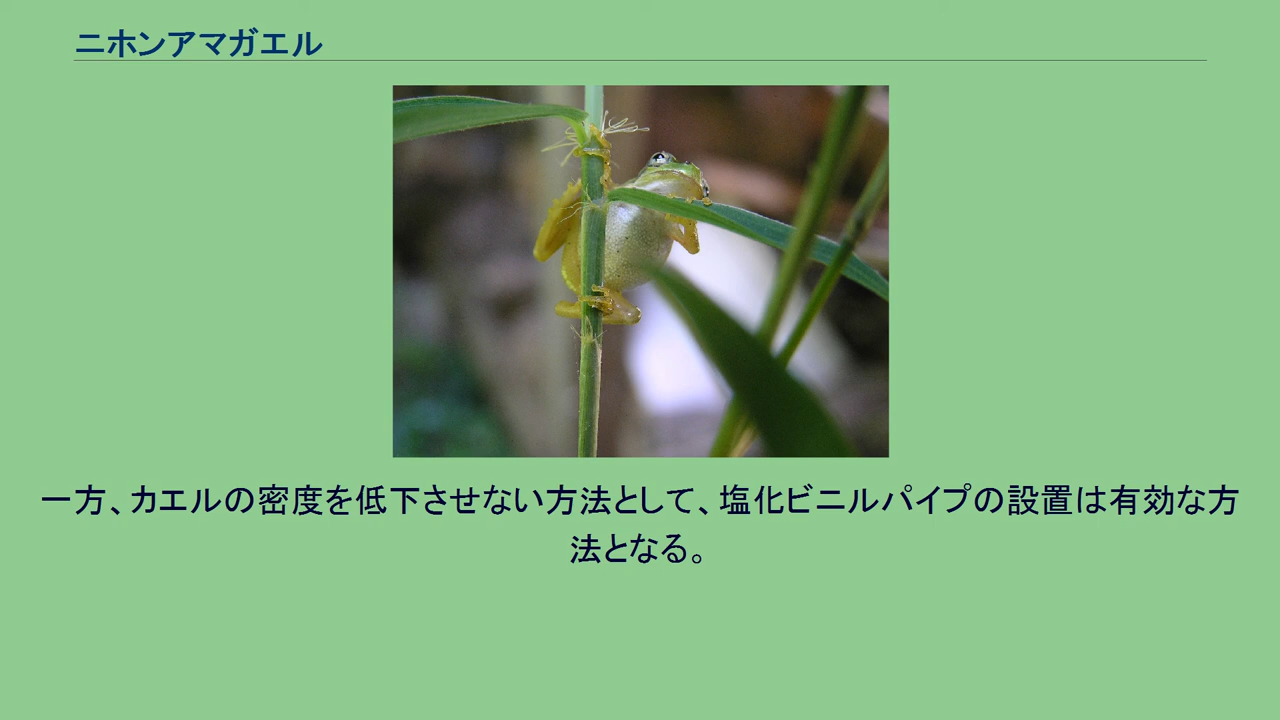 ニホンアマガエル
一方、カエルの密度を低下させない方法として、塩化ビニルパイプの設置は有効な方
法となる。